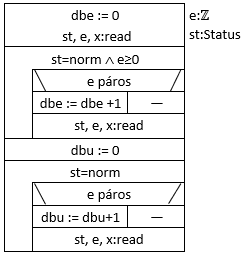 dbe := 0
e:ℤ
st, e, x:read
st:Status
st=norm ∧ e≥0
e páros
dbe := dbe +1
—
st, e, x:read
dbu := 0
st=norm
e páros
dbu := dbu+1
—
st, e, x:read